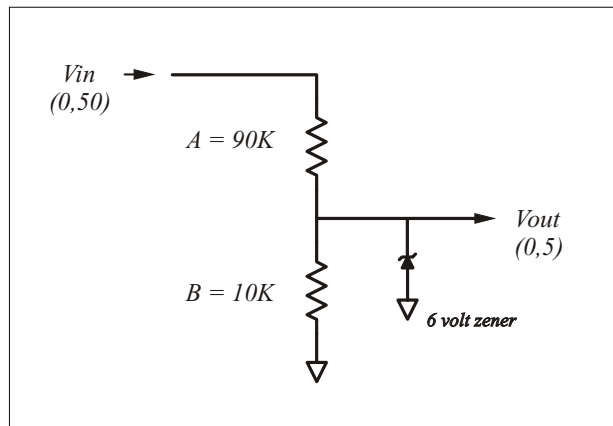 Vin
(0,50)
A = 90K
Vout
(0,5)
B = 10K
6 volt zener